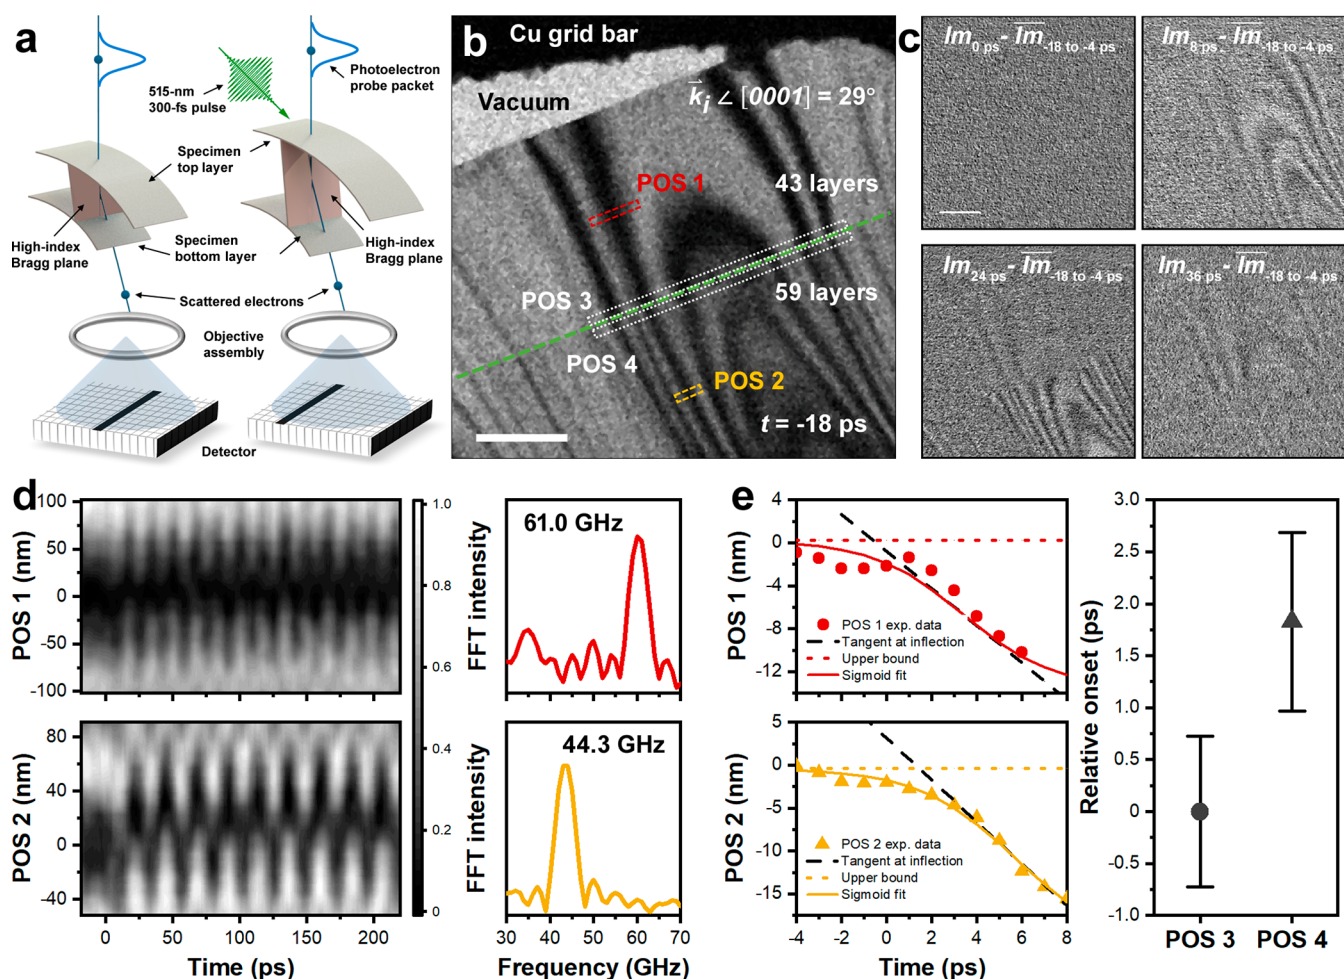 a
515-nm
300-fs pulse
Photoelectron
probe packet
Specimen
top layer
High-index
Bragg plane
Specimen
bottom layer
High-index
Bragg plane
Scattered electrons
Objective
assembly
Detector
b
Cu grid bar
Vacuum
k⃗i ∠ [0001] = 29°
POS 1
43 layers
POS 3
59 layers
POS 4
POS 2
t = -18 ps
c
Im0 ps- Im-18 to -4 ps
Im8 ps- Im-18 to -4 ps
Im24 ps- Im-18 to -4 ps
Im36 ps- Im-18 to -4 ps
d
POS 1 (nm)
100
50
0
-50
-100
0 50 100 150 200
1.0
0.8
0.6
0.4
0.2
0
FFT intensity
61.0 GHz
POS 2 (nm)
80
40
0
-40
0 50 100 150 200
Time (ps)
FFT intensity
44.3 GHz
30 40 50 60 70
Frequency (GHz)
e
POS 1 (nm)
4
0
-4
-8
-12
POS 1 exp. data
Tangent at inflection
Upper bound
Sigmoid fit
POS 2 (nm)
0
-5
-10
-15
POS 2 exp. data
Tangent at inflection
Upper bound
Sigmoid fit
-4 -2 0 2 4 6 8
Time (ps)
Relative onset (ps)
3.0
2.5
2.0
1.5
1.0
0.5
0
-0.5
-1.0
POS 3 POS 4